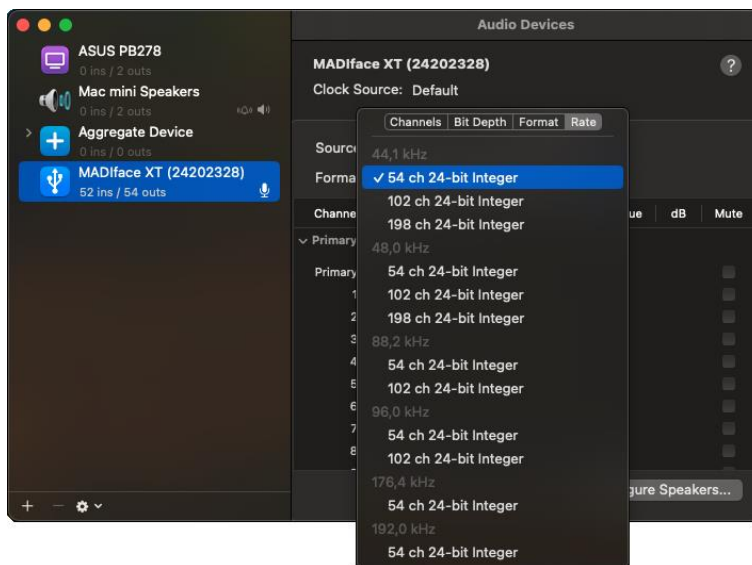 Audio Devices
ASUS PB278
0 ins / 2 outs
Mac mini Speakers
0 ins / 2 outs
Aggregate Device
0 ins / 0 outs
MADIface XT (24202328)
52 ins / 54 outs
MADIface XT (24202328)
?
Clock Source: Default
Channels Bit Depth Format Rate
Sourc
44,1 kHz
Forma
✓ 54 ch 24-bit Integer
102 ch 24-bit Integer
198 ch 24-bit Integer
Channe
ue dB Mute
Primary
48,0 kHz
Primary
54 ch 24-bit Integer
1
102 ch 24-bit Integer
2
198 ch 24-bit Integer
3
88,2 kHz
4
54 ch 24-bit Integer
5
102 ch 24-bit Integer
6
96,0 kHz
7
54 ch 24-bit Integer
8
102 ch 24-bit Integer
176,4 kHz
54 ch 24-bit Integer
gure Speakers...
192,0 kHz
54 ch 24-bit Integer